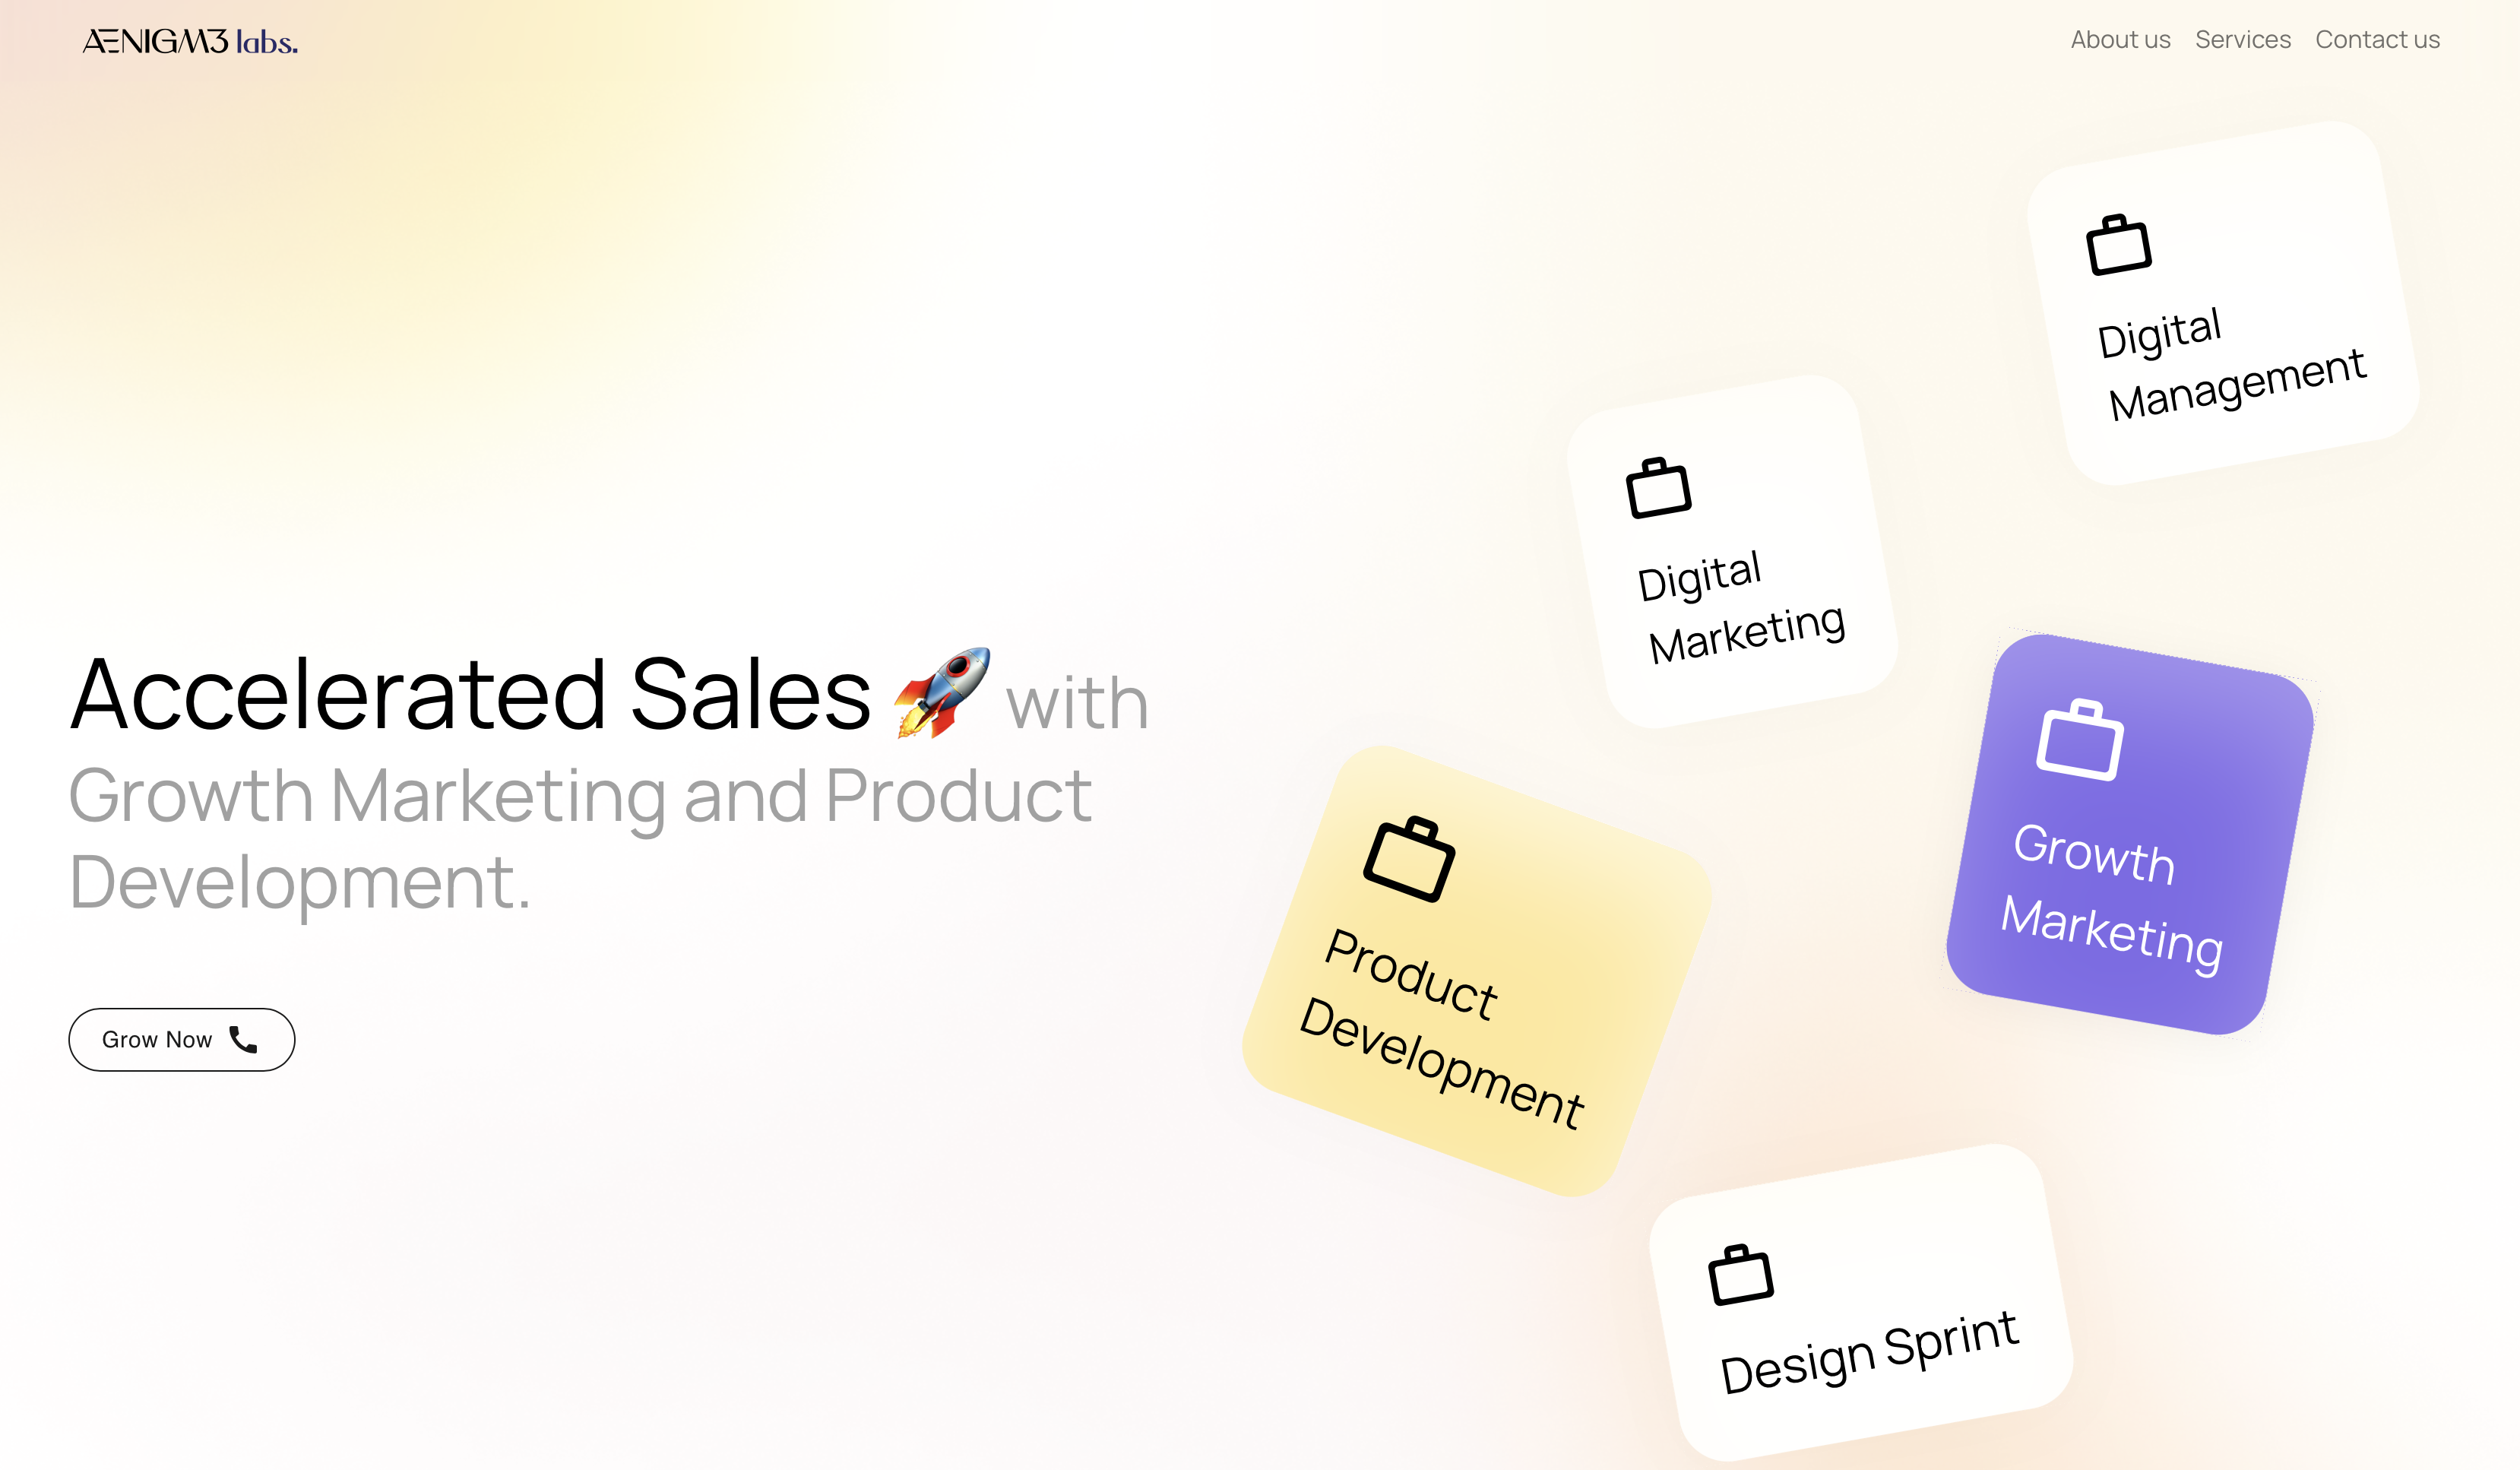 ÆNIGM3 labs.
About us Services Contact us
Digital
Management
Digital
Marketing
Accelerated Sales 🚀 with
Growth Marketing and Product
Development.
Grow Now
Growth
Marketing
Product
Development
Design Sprint